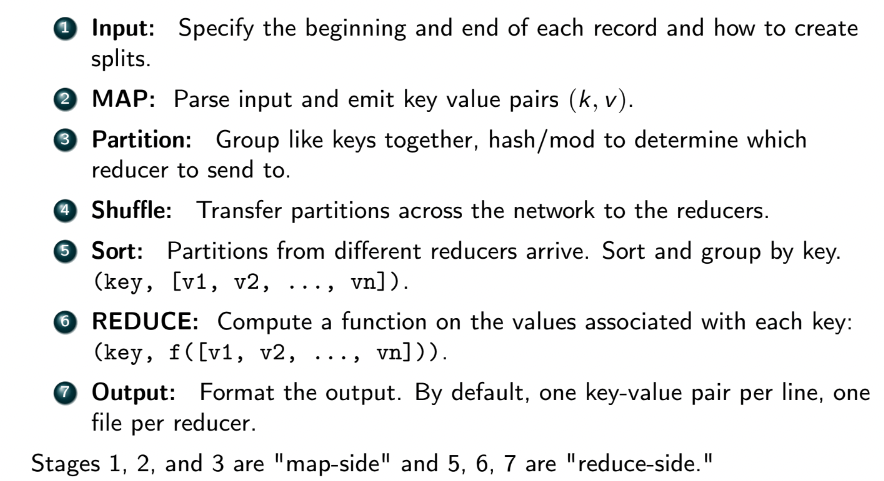 1 Input: Specify the beginning and end of each record and how to create
splits.
2 MAP: Parse input and emit key value pairs (k, v).
3 Partition: Group like keys together, hash/mod to determine which
reducer to send to.
4 Shuffle: Transfer partitions across the network to the reducers.
5 Sort: Partitions from different reducers arrive. Sort and group by key.
(key, [v1, v2, ..., vn]).
6 REDUCE: Compute a function on the values associated with each key:
(key, f([v1, v2, ..., vn])).
7 Output: Format the output. By default, one key-value pair per line, one
file per reducer.
Stages 1, 2, and 3 are "map-side" and 5, 6, 7 are "reduce-side."